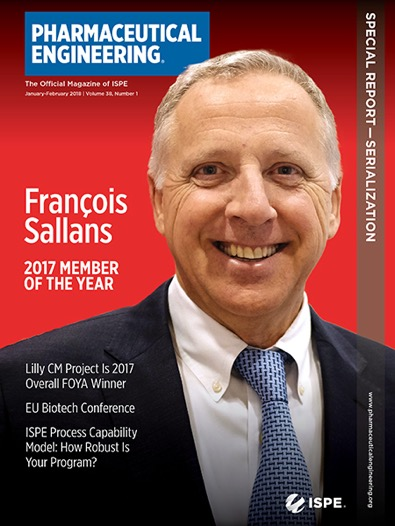 PHARMACEUTICAL
ENGINEERING®
The Official Magazine of ISPE
January-February 2018 | Volume 38, Number 1
SPECIAL REPORT — SERIALIZATION
François
Sallans
2017 MEMBER
OF THE YEAR
Lilly CM Project Is 2017
Overall FOYA Winner
EU Biotech Conference
ISPE Process Capability
Model: How Robust Is
Your Program?
www.pharmaceuticalengineering.org
ISPE.